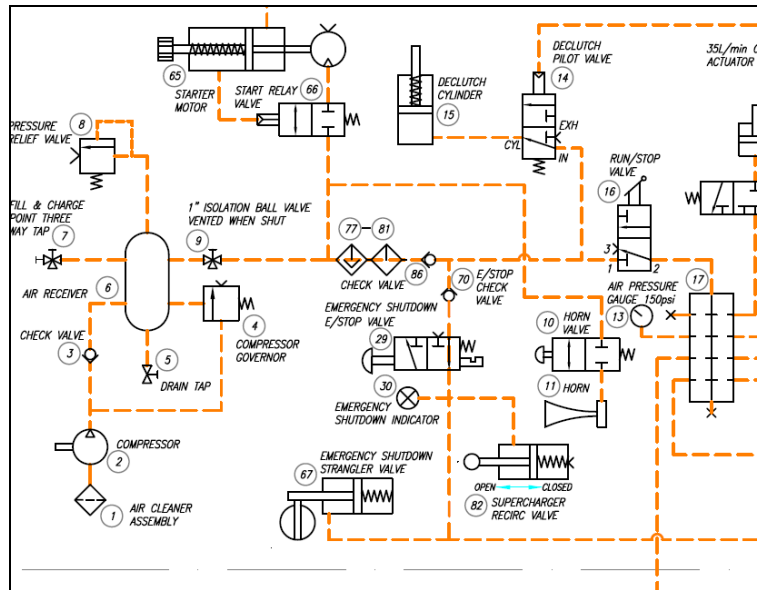 DECLUTCH
PILOT VALVE
14
35L/min
ACTUATOR
65
STARTER
MOTOR
START RELAY
VALVE
66
DECLUTCH
CYLINDER
15
EXH
CYL
IN
8
PRESSURE
RELIEF VALVE
RUN/STOP
VALVE
16
FILL & CHARGE
POINT THREE
WAY TAP
7
1" ISOLATION BALL VALVE
VENTED WHEN SHUT
9
77
81
3
1
2
86
CHECK VALVE
70
E/STOP
CHECK
VALVE
17
6
AIR RECEIVER
AIR PRESSURE
GAUGE 150psi
13
4
COMPRESSOR
GOVERNOR
EMERGENCY SHUTDOWN
E/STOP VALVE
29
10
HORN
VALVE
CHECK VALVE
3
5
DRAIN TAP
30
EMERGENCY
SHUTDOWN INDICATOR
11
HORN
COMPRESSOR
2
EMERGENCY SHUTDOWN
STRANGLER VALVE
67
OPEN
CLOSED
82
SUPERCHARGER
RECIRC VALVE
1
AIR CLEANER
ASSEMBLY